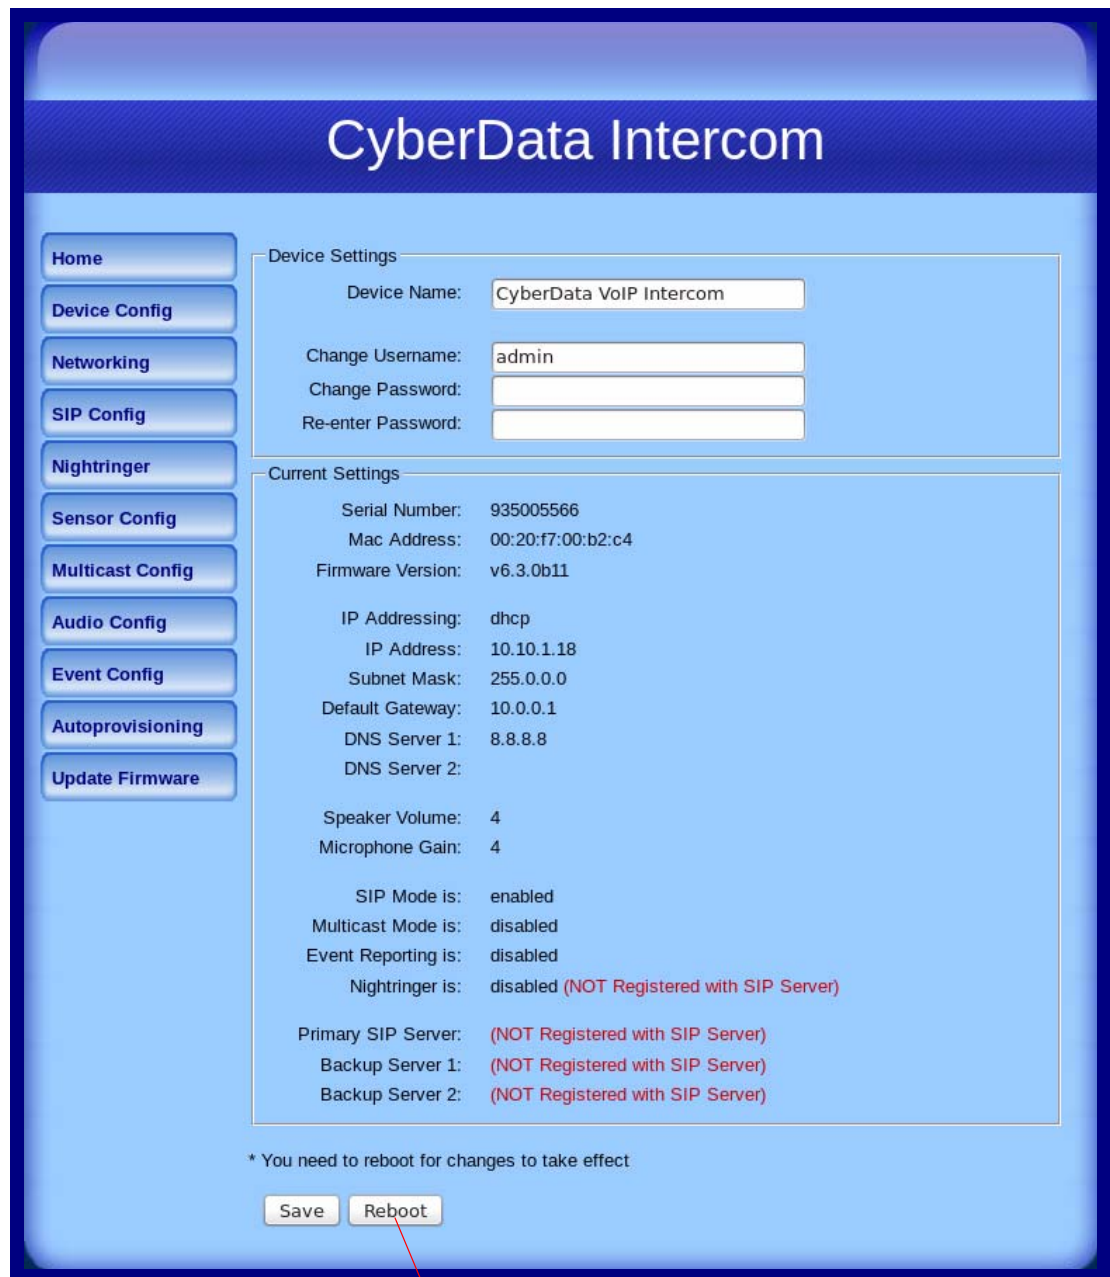 CyberData Intercom
Home
Device Config
Networking
SIP Config
Nightringer
Sensor Config
Multicast Config
Audio Config
Event Config
Autoprovisioning
Update Firmware
Device Settings
Device Name: CyberData VoIP Intercom
Change Username: admin
Change Password:
Re-enter Password:
Current Settings
Serial Number: 935005566
Mac Address: 00:20:f7:00:b2:c4
Firmware Version: v6.3.0b11
IP Addressing: dhcp
IP Address: 10.10.1.18
Subnet Mask: 255.0.0.0
Default Gateway: 10.0.0.1
DNS Server 1: 8.8.8.8
DNS Server 2:
Speaker Volume: 4
Microphone Gain: 4
SIP Mode is: enabled
Multicast Mode is: disabled
Event Reporting is: disabled
Nightringer is: disabled (NOT Registered with SIP Server)
Primary SIP Server: (NOT Registered with SIP Server)
Backup Server 1: (NOT Registered with SIP Server)
Backup Server 2: (NOT Registered with SIP Server)
* You need to reboot for changes to take effect
Save Reboot